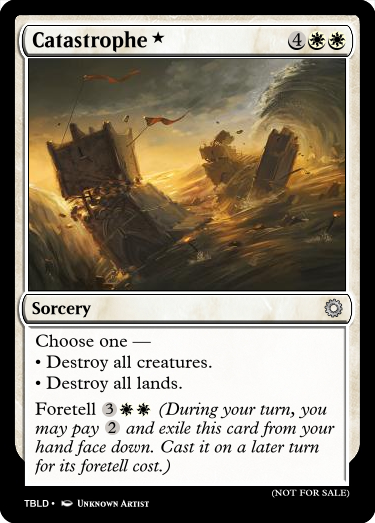 Catastrophe★ 4
Sorcery
Choose one —
• Destroy all creatures.
• Destroy all lands.
Foretell 3 (During your turn, you
may pay 2 and exile this card from your
hand face down. Cast it on a later turn
for its foretell cost.)
(NOT FOR SALE)
TBLD • Unknown Artist